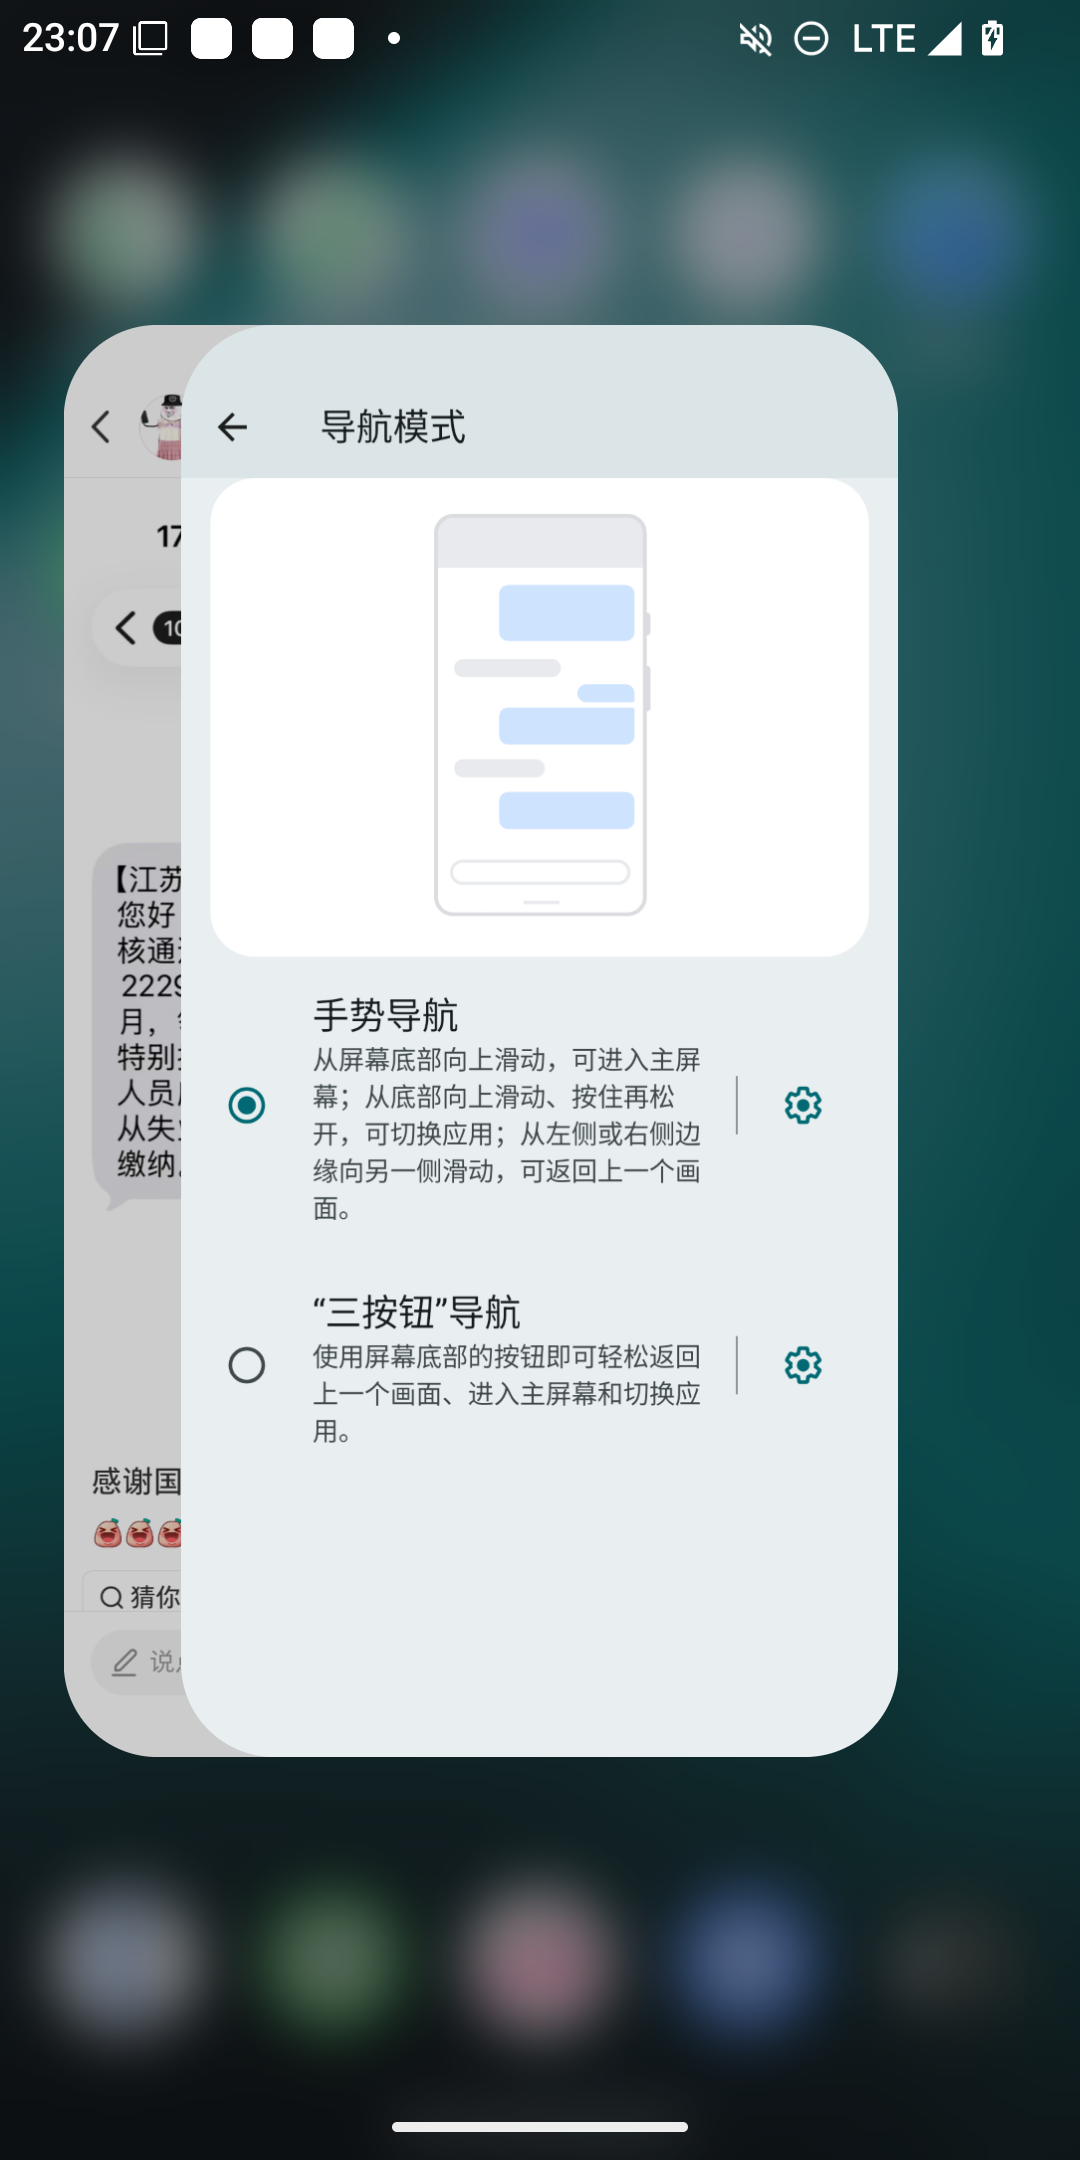 23:07
LTE
导航模式
17
10
【江苏
您好
核通
2229
月,
特别
人员
从失
缴纳
感谢国
猜你
说
手势导航
从屏幕底部向上滑动，可进入主屏
幕；从底部向上滑动、按住再松
开，可切换应用；从左侧或右侧边
缘向另一侧滑动，可返回上一个画
面。
“三按钮”导航
使用屏幕底部的按钮即可轻松返回
上一个画面、进入主屏幕和切换应
用。